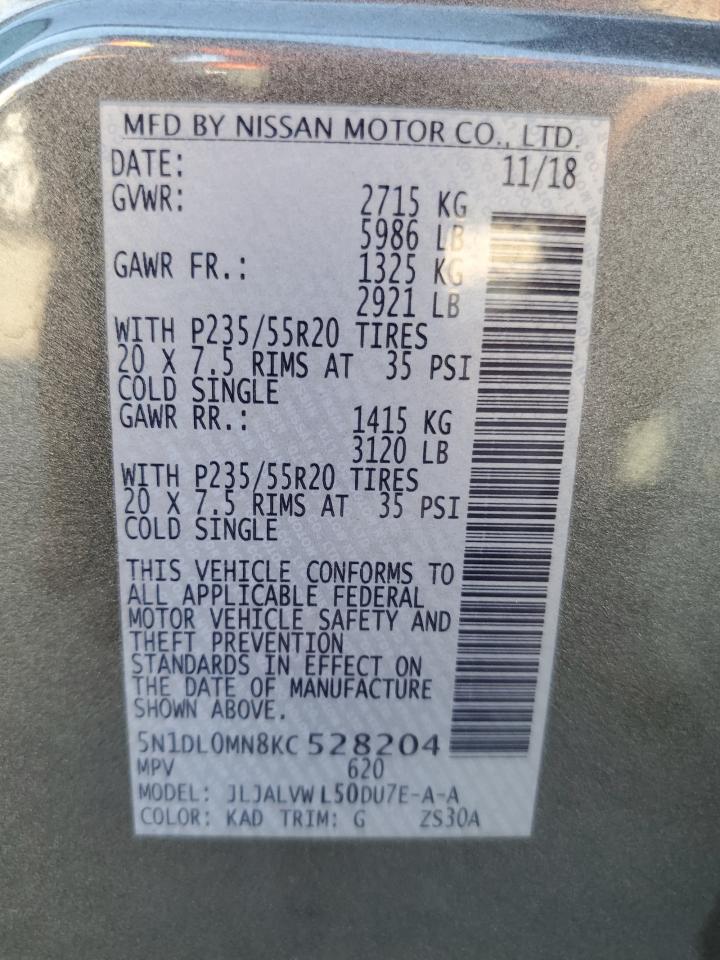 MFD BY NISSAN MOTOR CO., LTD.
DATE: 11/18
GVWR: 2715 KG
5986 LB
GAWR FR.: 1325 KG
2921 LB
WITH P235/55R20 TIRES
20 X 7.5 RIMS AT 35 PSI
COLD SINGLE
GAWR RR.: 1415 KG
3120 LB
WITH P235/55R20 TIRES
20 X 7.5 RIMS AT 35 PSI
COLD SINGLE
THIS VEHICLE CONFORMS TO
ALL APPLICABLE FEDERAL
MOTOR VEHICLE SAFETY AND
THEFT PREVENTION
STANDARDS IN EFFECT ON
THE DATE OF MANUFACTURE
SHOWN ABOVE.
5N1DL0MN8KC 528204
MPV 620
MODEL: JLJALVW L50DU7E-A-A
COLOR: KAD TRIM: G ZS30A